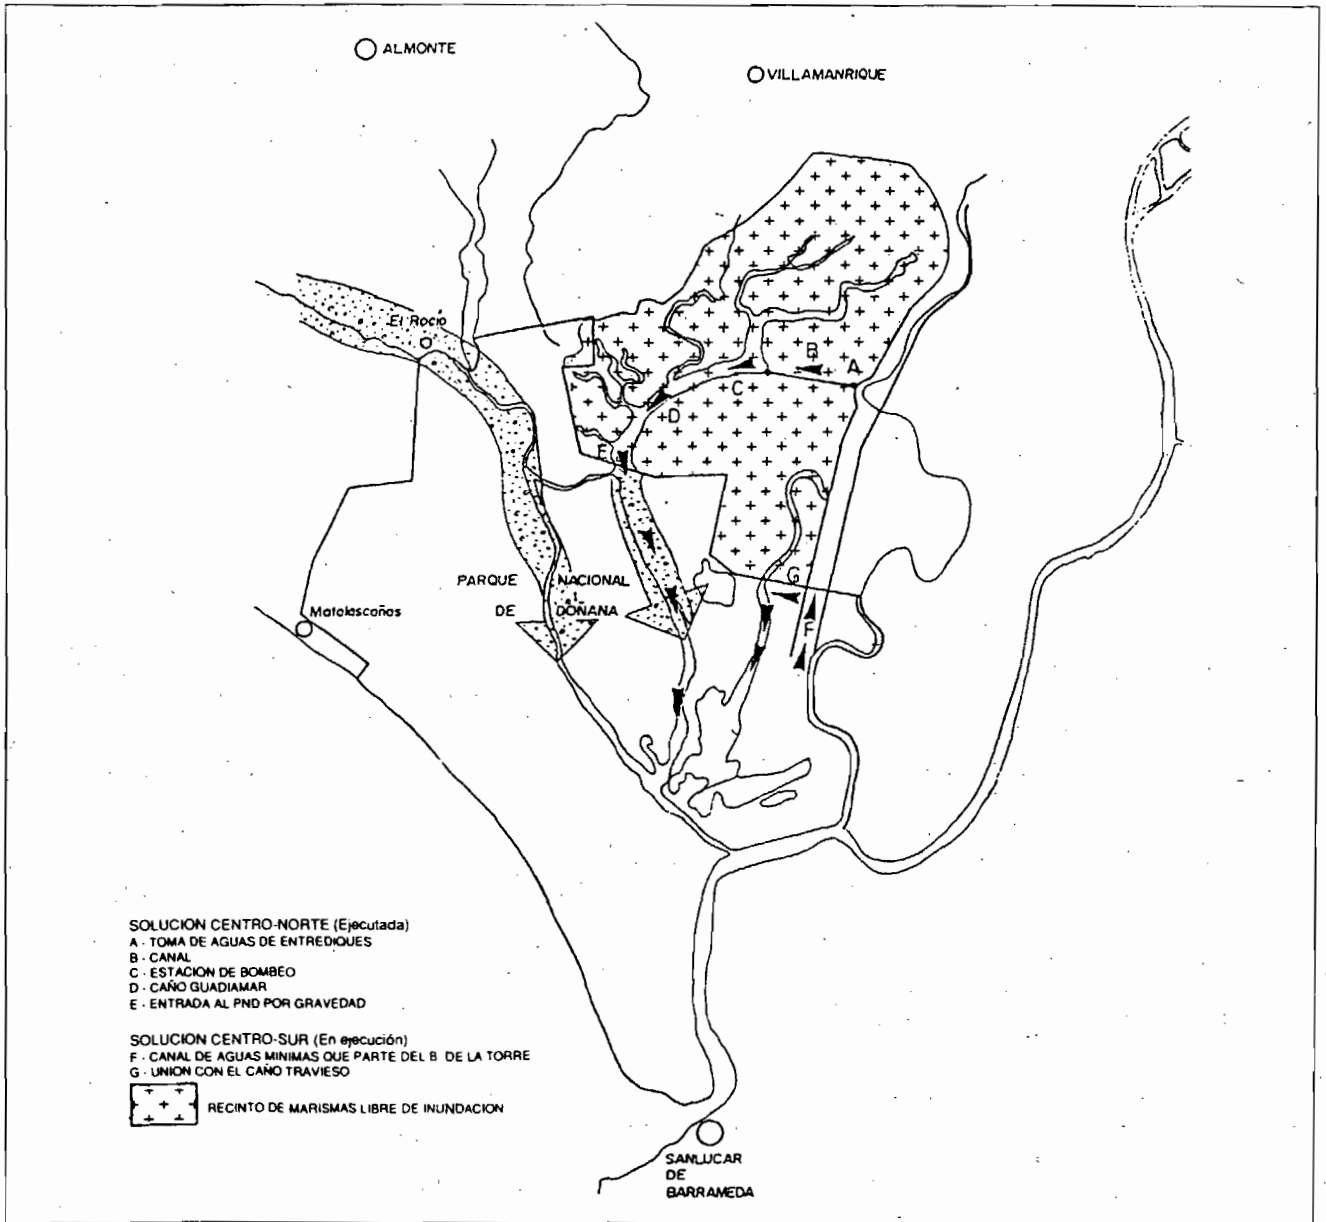 ALMONTE
VILLAMANRIQUE
El Rocío
B
A
C
D
E
G
PARQUE NACIONAL
DE DOÑANA
Matalascañas
F
SOLUCION CENTRO-NORTE (Ejecutada)
A - TOMA DE AGUAS DE ENTREDIQUES
B - CANAL
C - ESTACION DE BOMBEO
D - CAÑO GUADIAMAR
E - ENTRADA AL PND POR GRAVEDAD
SOLUCION CENTRO-SUR (En ejecución)
F - CANAL DE AGUAS MINIMAS QUE PARTE DEL B DE LA TORRE
G - UNION CON EL CAÑO TRAVIESO
RECINTO DE MARISMAS LIBRE DE INUNDACION
SANLUCAR
DE
BARRAMEDA